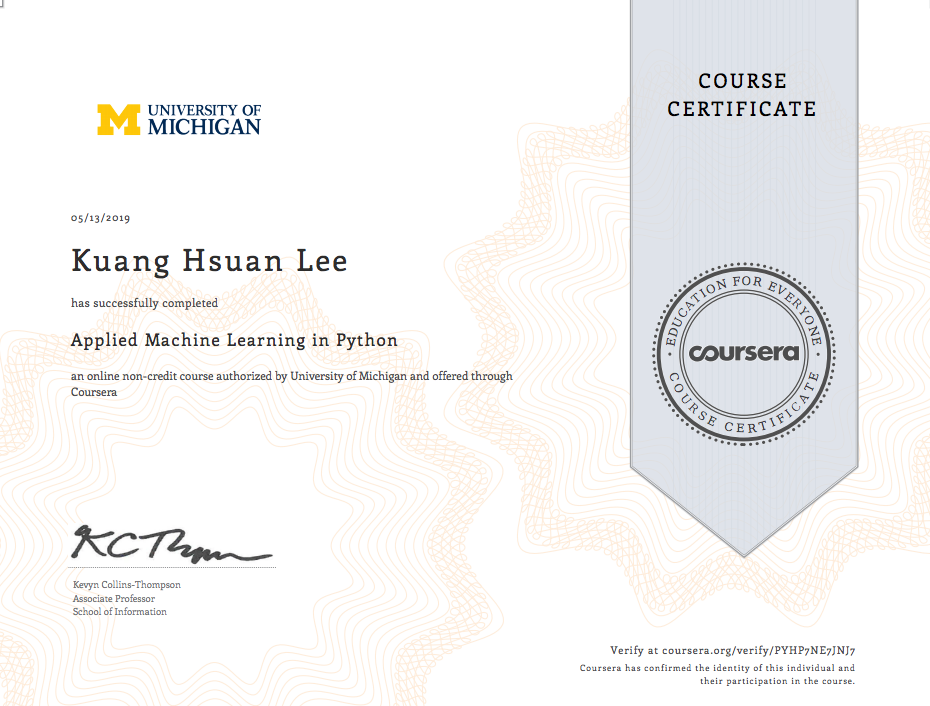 COURSE
CERTIFICATE
UNIVERSITY OF
MICHIGAN
05/13/2019
Kuang Hsuan Lee
has successfully completed
Applied Machine Learning in Python
an online non-credit course authorized by University of Michigan and offered through
Coursera
EDUCATION FOR EVERYONE
coursera
COURSE CERTIFICATE
KC Thom
Kevyn Collins-Thompson
Associate Professor
School of Information
Verify at coursera.org/verify/PYHP7NE7JNJ7
Coursera has confirmed the identity of this individual and
their participation in the course.